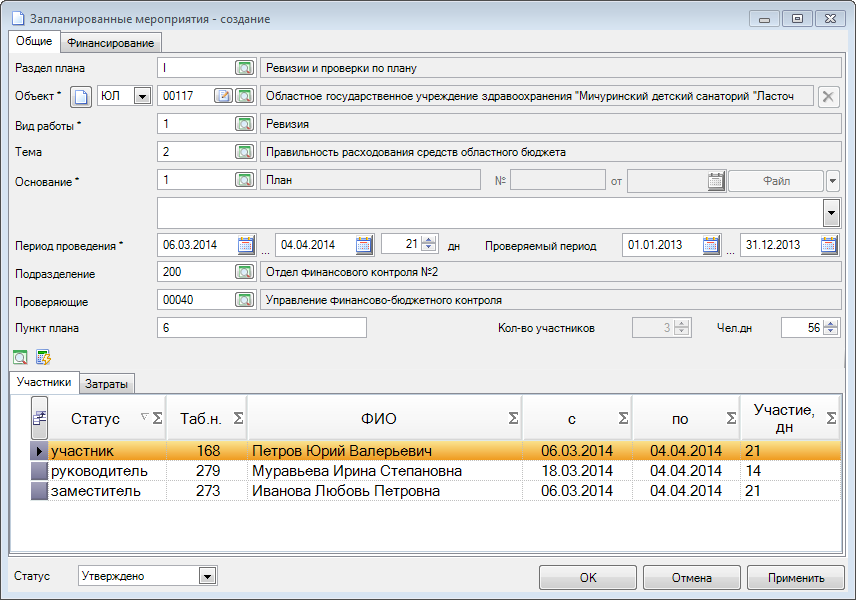 Запланированные мероприятия - создание
Общие Финансирование
Раздел плана I Ревизии и проверки по плану
Объект * ЮЛ 00117 Областное государственное учреждение здравоохранения "Мичуринский детский санаторий "Ласточ
Вид работы * 1 Ревизия
Тема 2 Правильность расходования средств областного бюджета
Основание * 1 План № от Файл
Период проведения * 06.03.2014 ... 04.04.2014 21 дн Проверяемый период 01.01.2013 ... 31.12.2013
Подразделение 200 Отдел финансового контроля №2
Проверяющие 00040 Управление финансово-бюджетного контроля
Пункт плана 6 Кол-во участников 3 Чел.дн 56
Участники Затраты
Статус Σ Таб.н. Σ ФИО Σ с Σ по Σ Участие, дн Σ
участник 168 Петров Юрий Валерьевич 06.03.2014 04.04.2014 21
руководитель 279 Муравьева Ирина Степановна 18.03.2014 04.04.2014 14
заместитель 273 Иванова Любовь Петровна 06.03.2014 04.04.2014 21
Статус Утверждено OK Отмена Применить